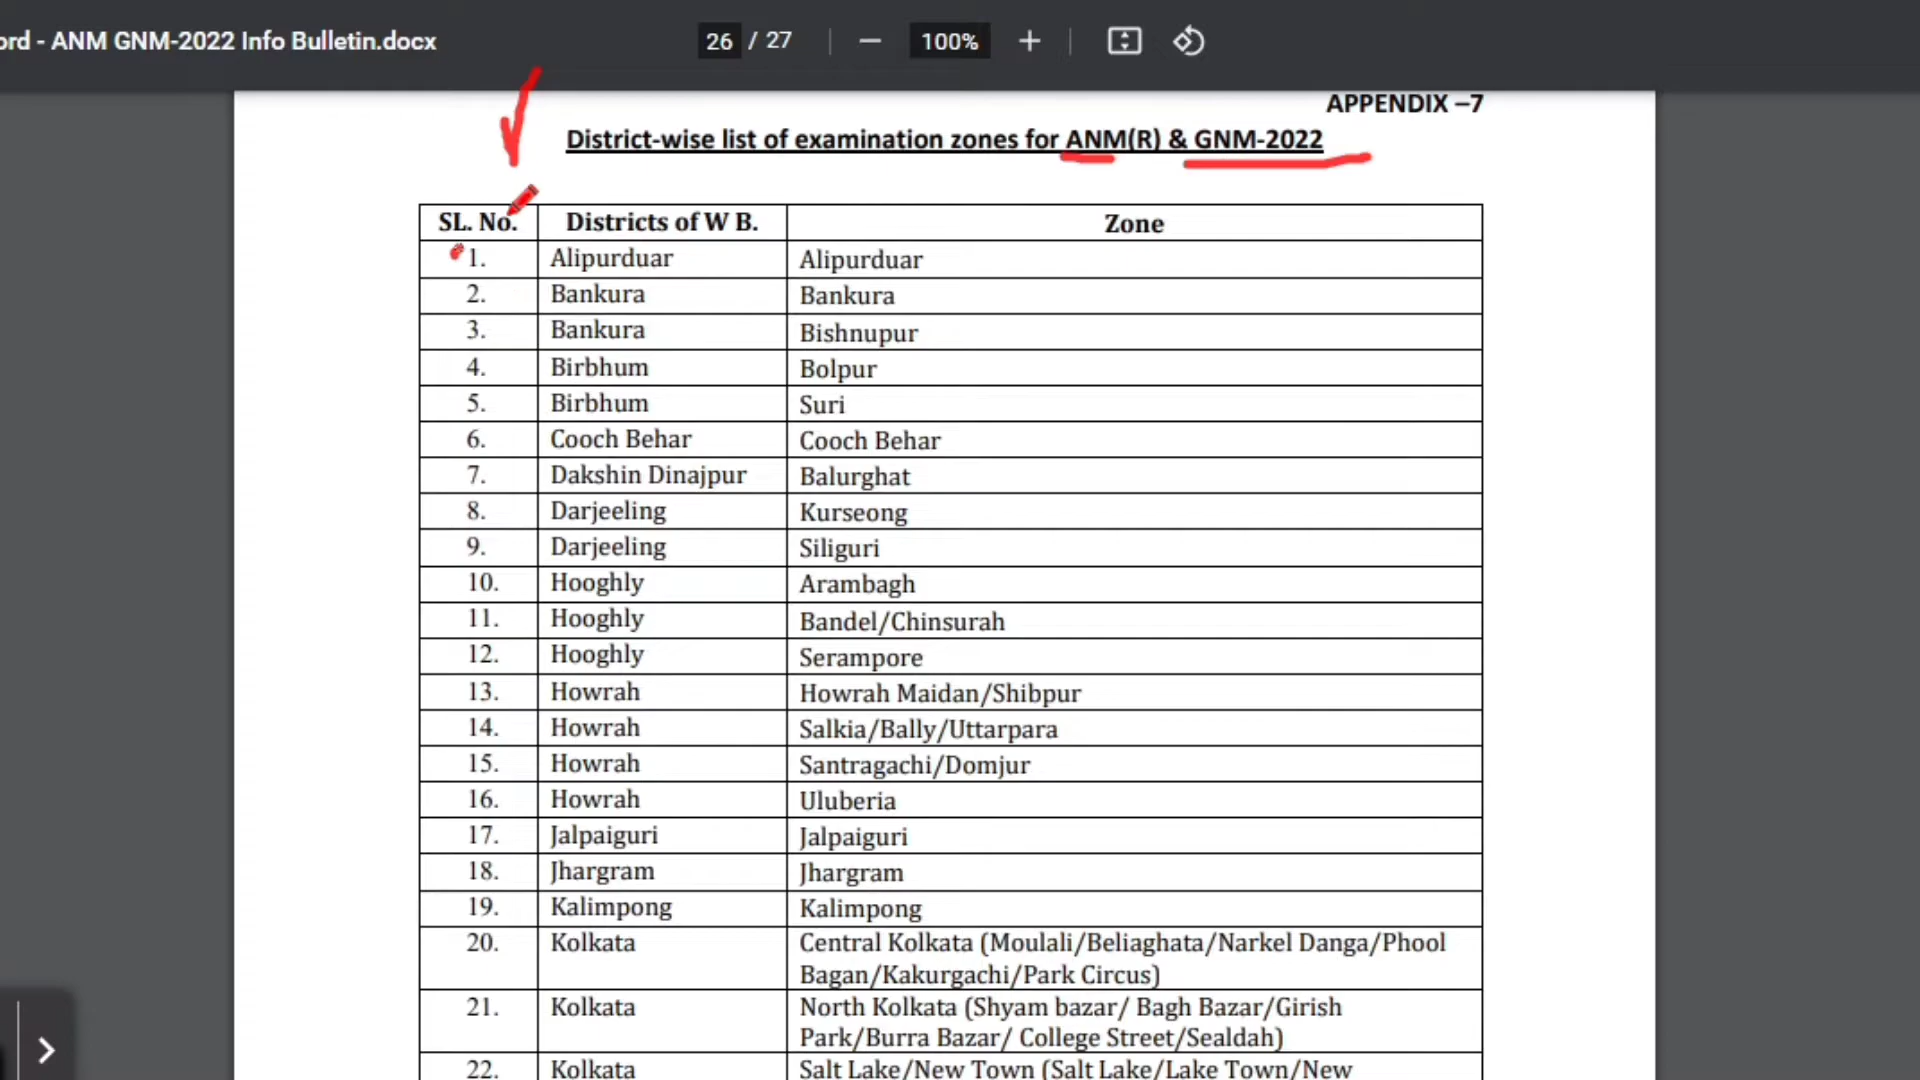 ord - ANM GNM-2022 Info Bulletin.docx
26 / 27
100%
APPENDIX –7
District-wise list of examination zones for ANM(R) & GNM-2022
SL. No. Districts of W B. Zone
1. Alipurduar Alipurduar
2. Bankura Bankura
3. Bankura Bishnupur
4. Birbhum Bolpur
5. Birbhum Suri
6. Cooch Behar Cooch Behar
7. Dakshin Dinajpur Balurghat
8. Darjeeling Kurseong
9. Darjeeling Siliguri
10. Hooghly Arambagh
11. Hooghly Bandel/Chinsurah
12. Hooghly Serampore
13. Howrah Howrah Maidan/Shibpur
14. Howrah Salkia/Bally/Uttarpara
15. Howrah Santragachi/Domjur
16. Howrah Uluberia
17. Jalpaiguri Jalpaiguri
18. Jhargram Jhargram
19. Kalimpong Kalimpong
20. Kolkata Central Kolkata (Moulali/Beliaghata/Narkel Danga/Phool
Bagan/Kakurgachi/Park Circus)
21. Kolkata North Kolkata (Shyam bazar/ Bagh Bazar/Girish
Park/Burra Bazar/ College Street/Sealdah)
22. Kolkata Salt Lake/New Town (Salt Lake/Lake Town/New